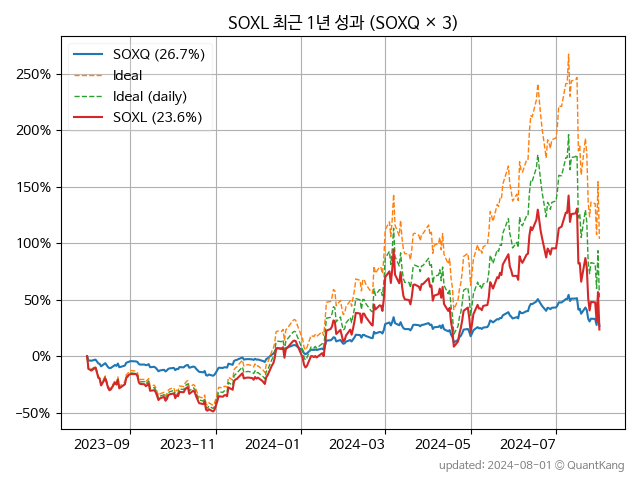 SOXL 최근 1년 성과 (SOXQ × 3)
SOXQ (26.7%)
Ideal
Ideal (daily)
SOXL (23.6%)
250%
200%
150%
100%
50%
0%
−50%
2023−09 2023−11 2024−01 2024−03 2024−05 2024−07
updated: 2024-08-01 © QuantKang